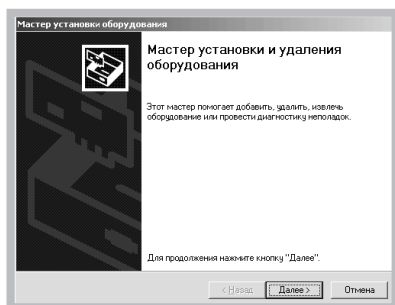 Мастер установки оборудования
Мастер установки и удаления
оборудования
Этот мастер помогает добавить, удалить, извлечь
оборудование или провести диагностику неполадок.
Для продолжения нажмите кнопку "Далее".
< Назад
Далее >
Отмена